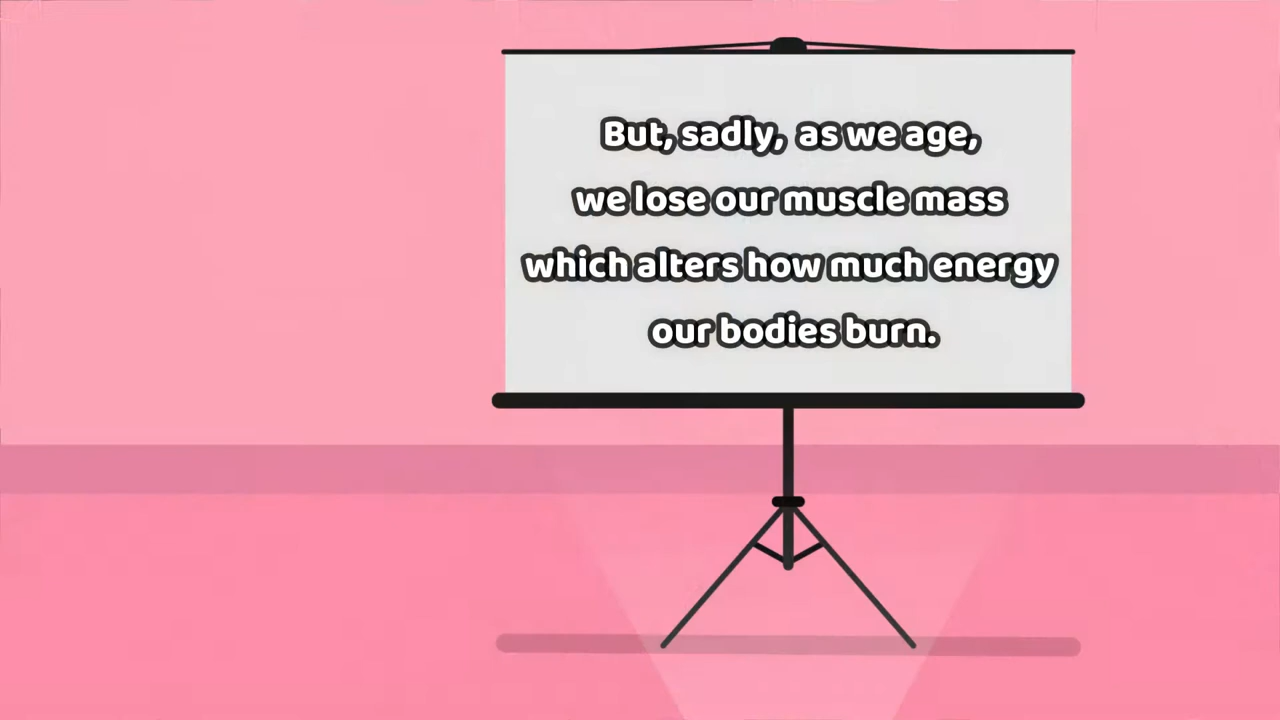 But, sadly, as we age,
we lose our muscle mass
which alters how much energy
our bodies burn.